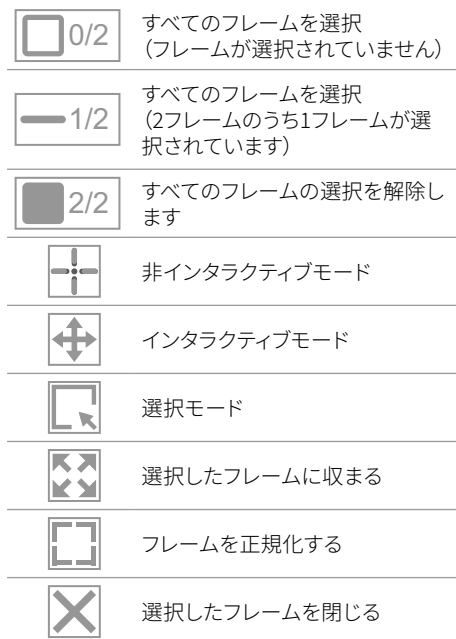 0/2
すべてのフレームを選択
（フレームが選択されていません）
1/2
すべてのフレームを選択
（2フレームのうち1フレームが選
択されています）
2/2
すべてのフレームの選択を解除し
ます
非インタラクティブモード
インタラクティブモード
選択モード
選択したフレームに収まる
フレームを正規化する
選択したフレームを閉じる